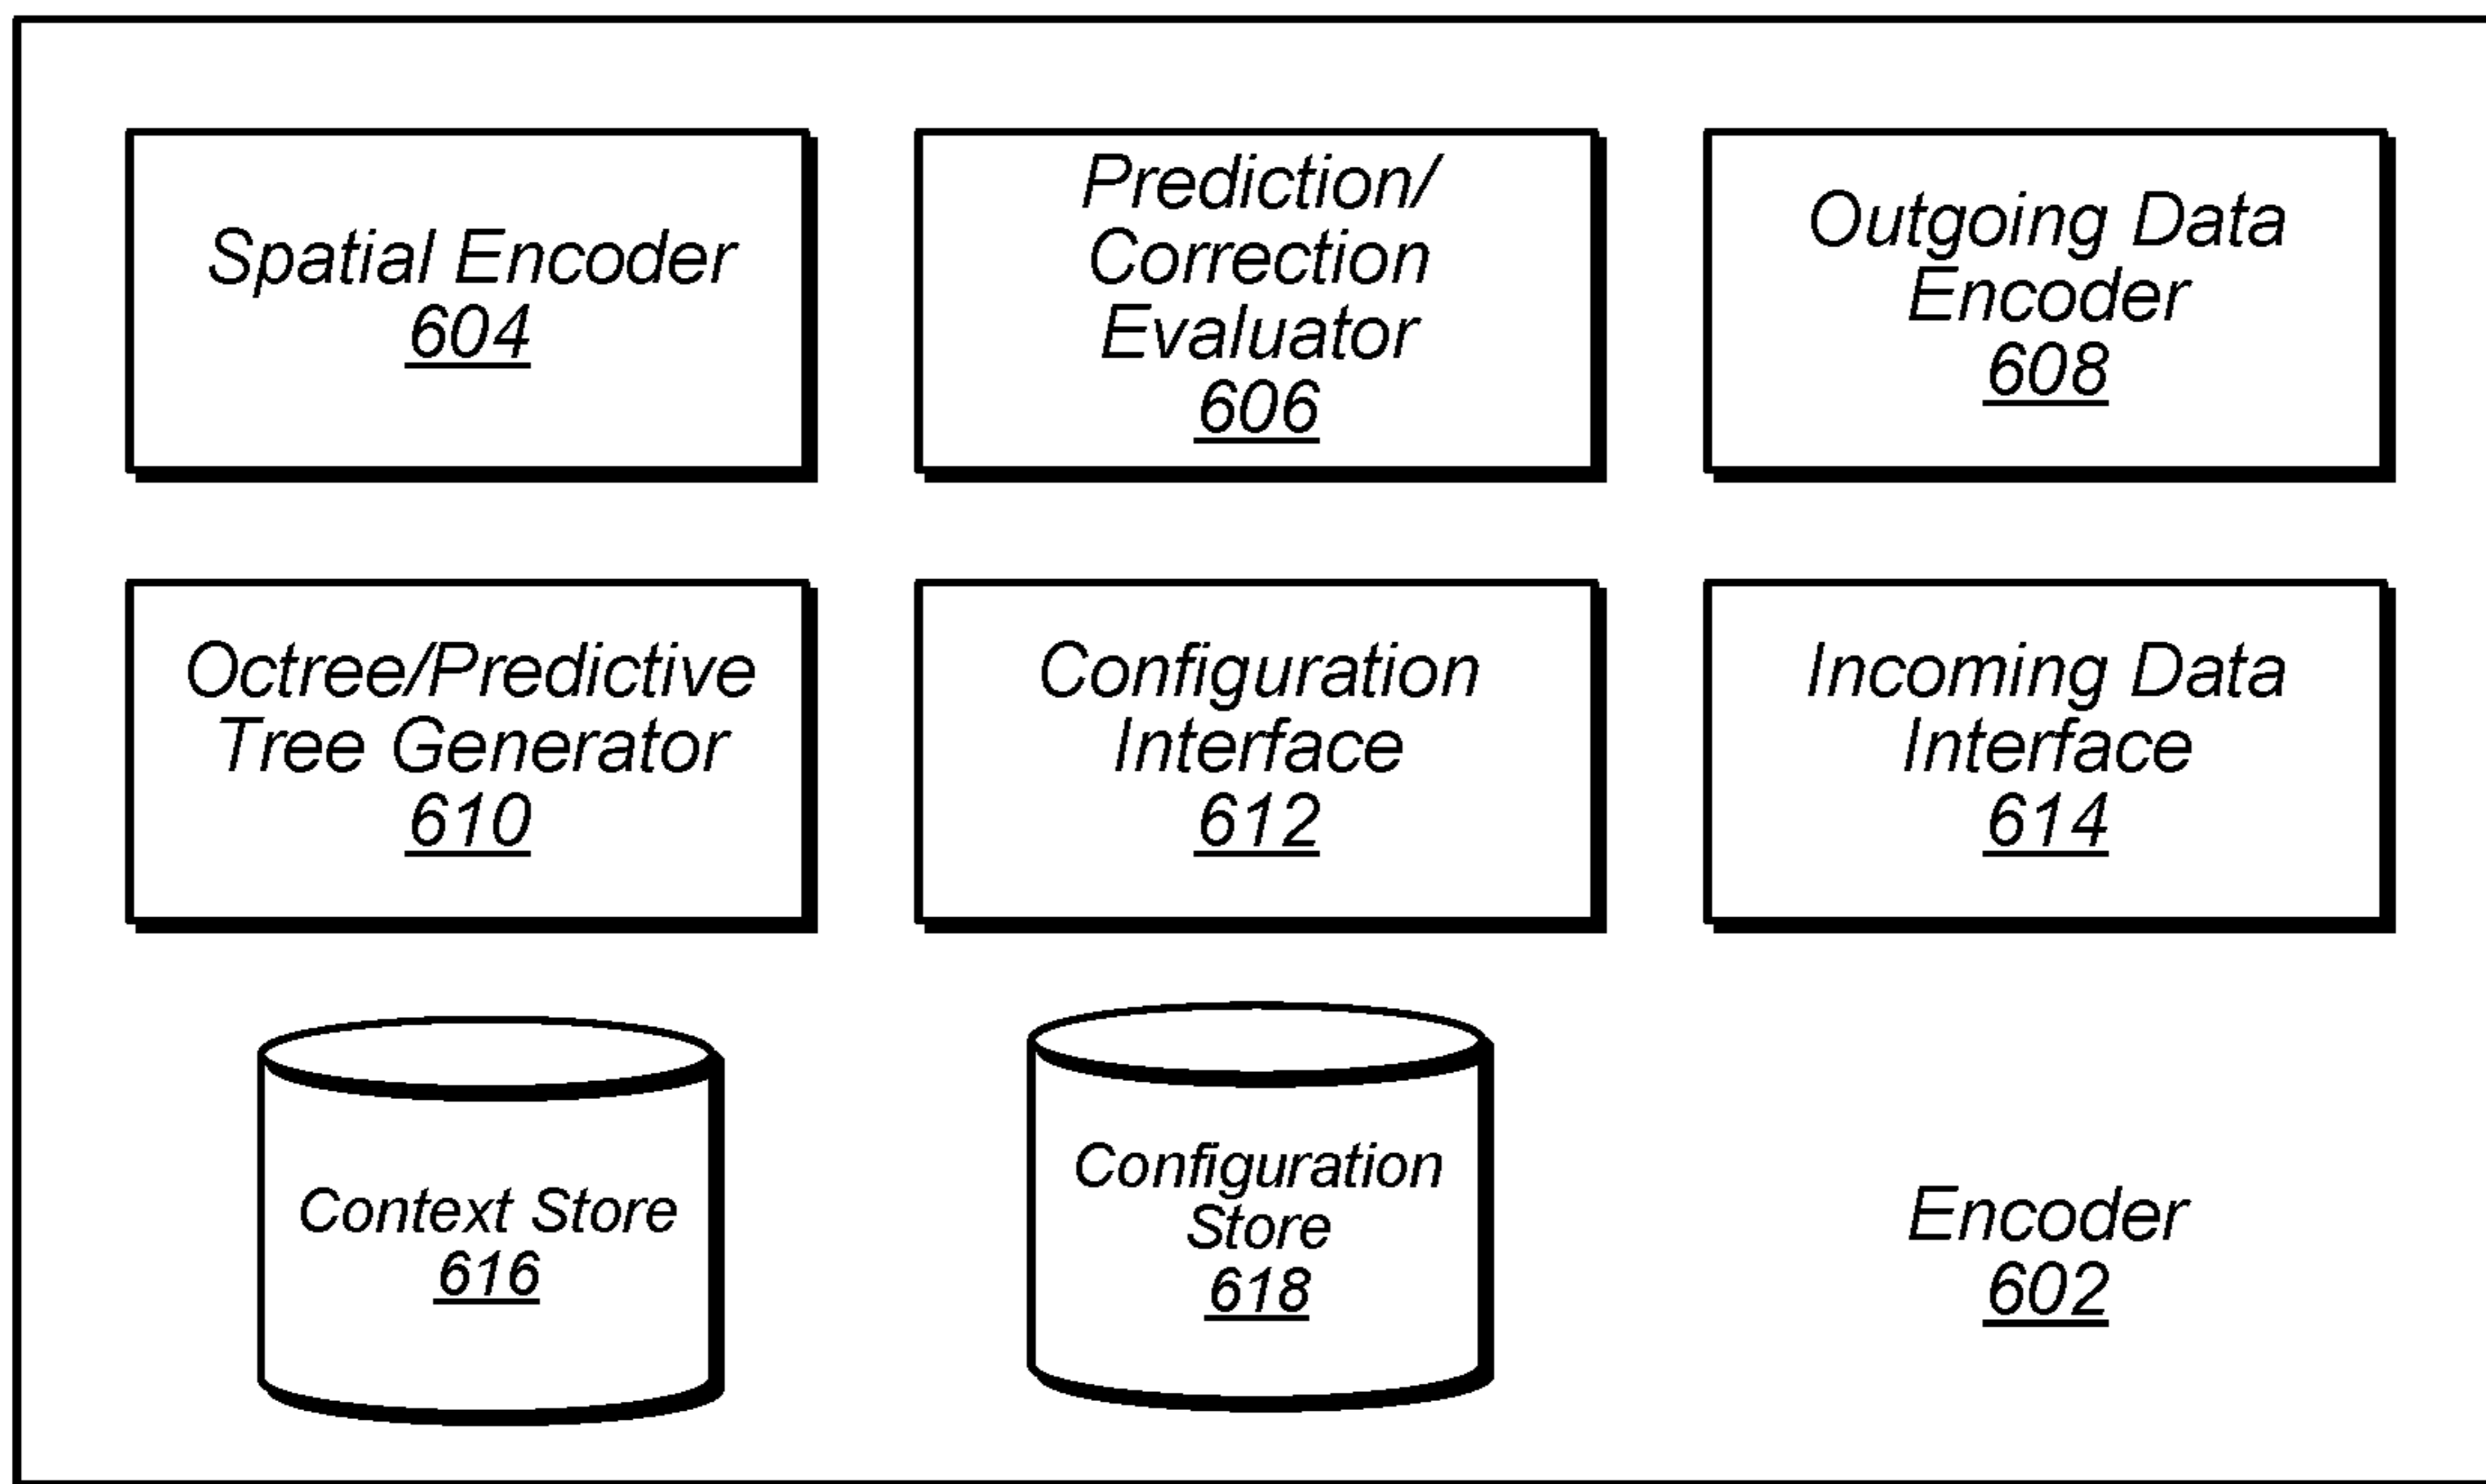 Spatial Encoder
604
Prediction/
Correction
Evaluator
606
Outgoing Data
Encoder
608
Octree/Predictive
Tree Generator
610
Configuration
Interface
612
Incoming Data
Interface
614
Context Store
616
Configuration
Store
618
Encoder
602